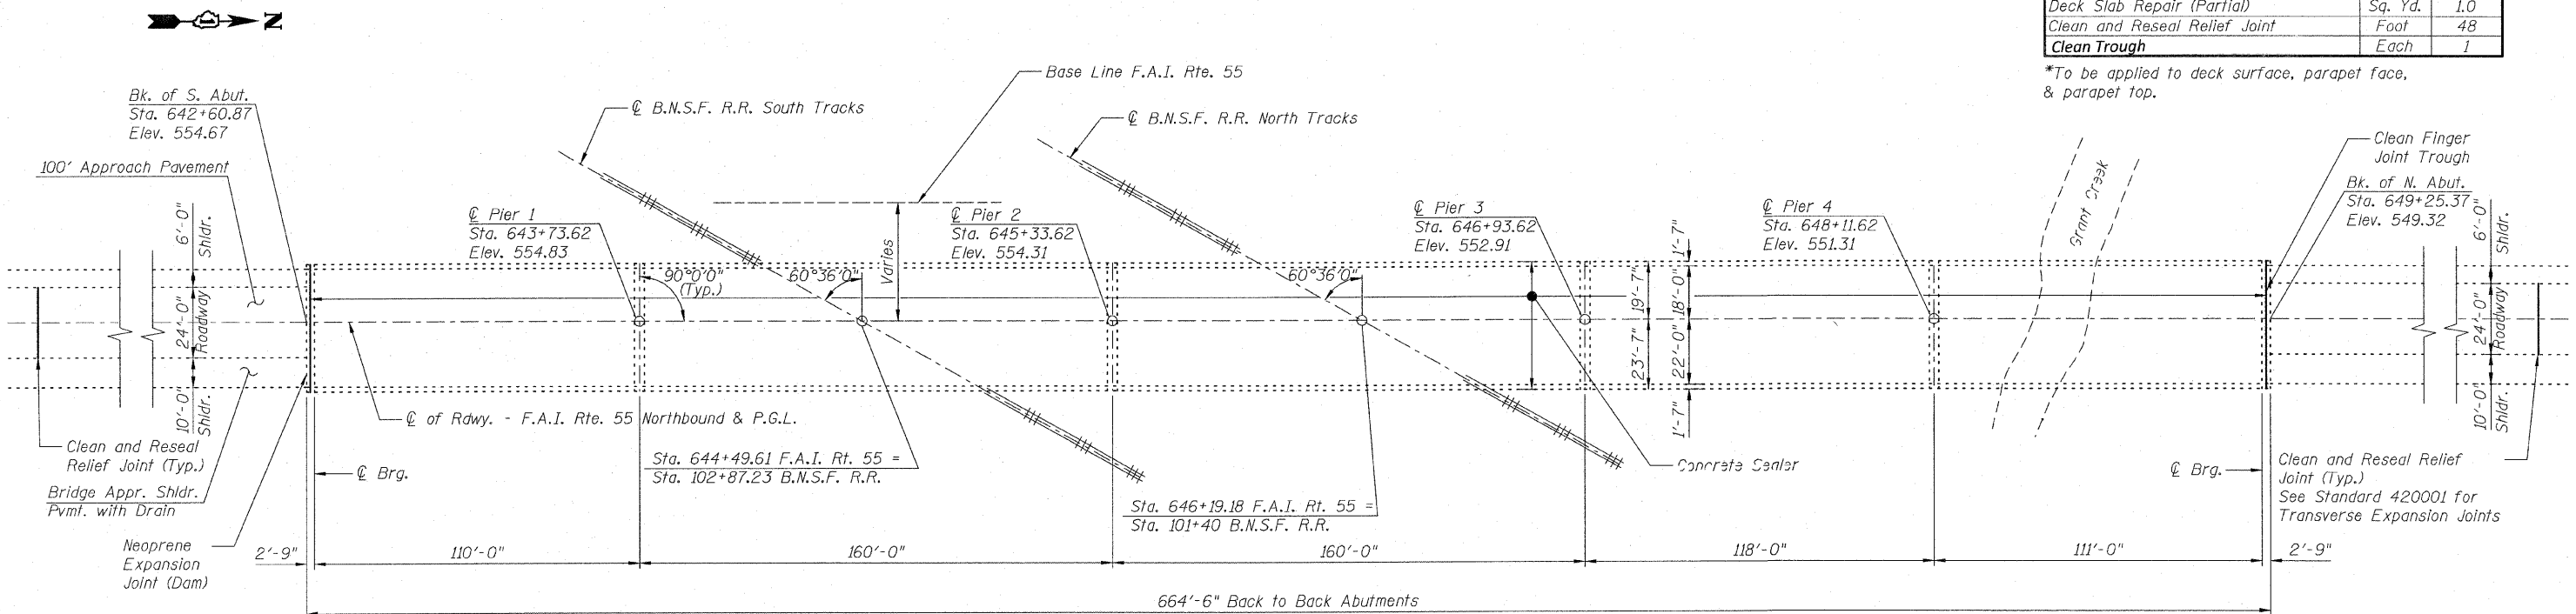 N
Deck Slab Repair (Partial) Sq. Yd. 1.0
Clean and Reseal Relief Joint Foot 48
Clean Trough Each 1
*To be applied to deck surface, parapet face,
& parapet top.
Base Line F.A.I. Rte. 55
℄ B.N.S.F. R.R. South Tracks
℄ B.N.S.F. R.R. North Tracks
Bk. of S. Abut.
Sta. 642+60.87
Elev. 554.67
100' Approach Pavement
Clean Finger
Joint Trough
Bk. of N. Abut.
Sta. 649+25.37
Elev. 549.32
Grant Creek
℄ Pier 1
Sta. 643+73.62
Elev. 554.83
℄ Pier 2
Sta. 645+33.62
Elev. 554.31
℄ Pier 3
Sta. 646+93.62
Elev. 552.91
℄ Pier 4
Sta. 648+11.62
Elev. 551.31
6'-0"
Shldr.
24'-0"
Roadway
10'-0"
Shldr.
90°0'0"
(Typ.)
60°36'0"
Varies
60°36'0"
1'-7"
19'-7"
18'-0"
23'-7"
22'-0"
1'-7"
6'-0"
Shldr.
24'-0"
Roadway
10'-0"
Shldr.
℄ of Rdwy. - F.A.I. Rte. 55 Northbound & P.G.L.
Clean and Reseal
Relief Joint (Typ.)
Bridge Appr. Shldr.
Pvmt. with Drain
Neoprene
Expansion
Joint (Dam)
℄ Brg.
Sta. 644+49.61 F.A.I. Rt. 55 =
Sta. 102+87.23 B.N.S.F. R.R.
Sta. 646+19.18 F.A.I. Rt. 55 =
Sta. 101+40 B.N.S.F. R.R.
Concrete Sealer
℄ Brg.
Clean and Reseal Relief
Joint (Typ.)
See Standard 420001 for
Transverse Expansion Joints
2'-9" 110'-0" 160'-0" 160'-0" 118'-0" 111'-0" 2'-9"
664'-6" Back to Back Abutments